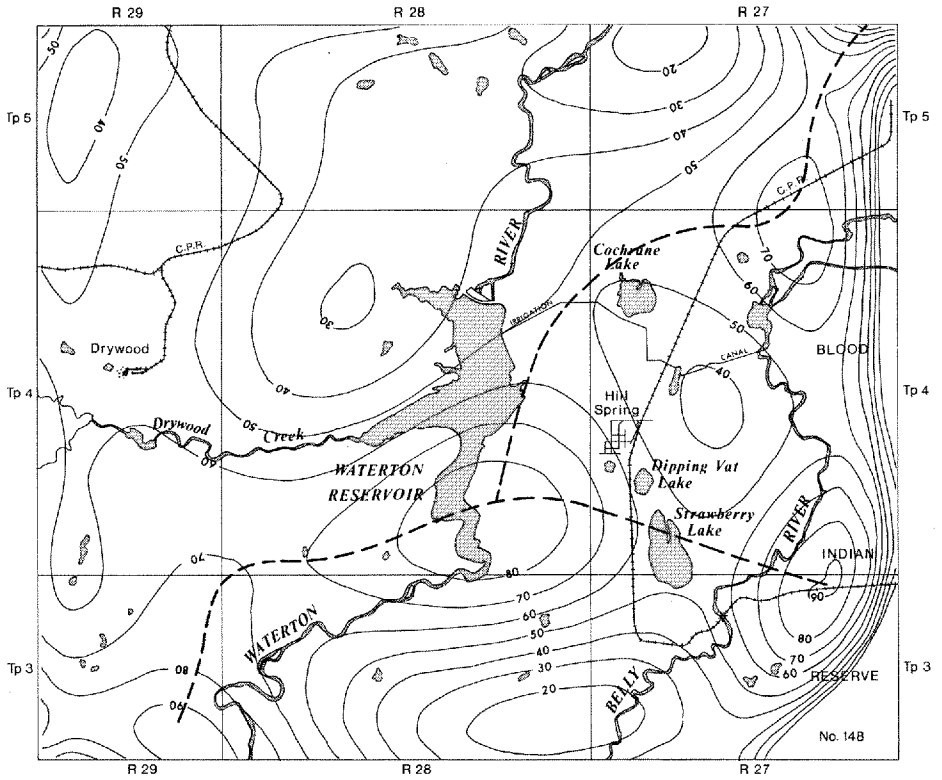 R 29
R 28
R 27
50
40
50
20
30
40
50
Tp 5
Tp 5
C.P.R.
C.P.R.
RIVER
Cochrane
Lake
70
60
30
IRRIGATION
50
CANAL
BLOOD
Drywood
40
40
Tp 4
Tp 4
Hill
Spring
50
Drywood
Creek
40
WATERTON
RESERVOIR
Dipping Vat
Lake
Strawberry
Lake
RIVER
INDIAN
70
80
90
70
WATERTON
60
50
80
40
70
30
60
RESERVE
Tp 3
Tp 3
80
20
BELLY
90
No. 148
R 29
R 28
R 27